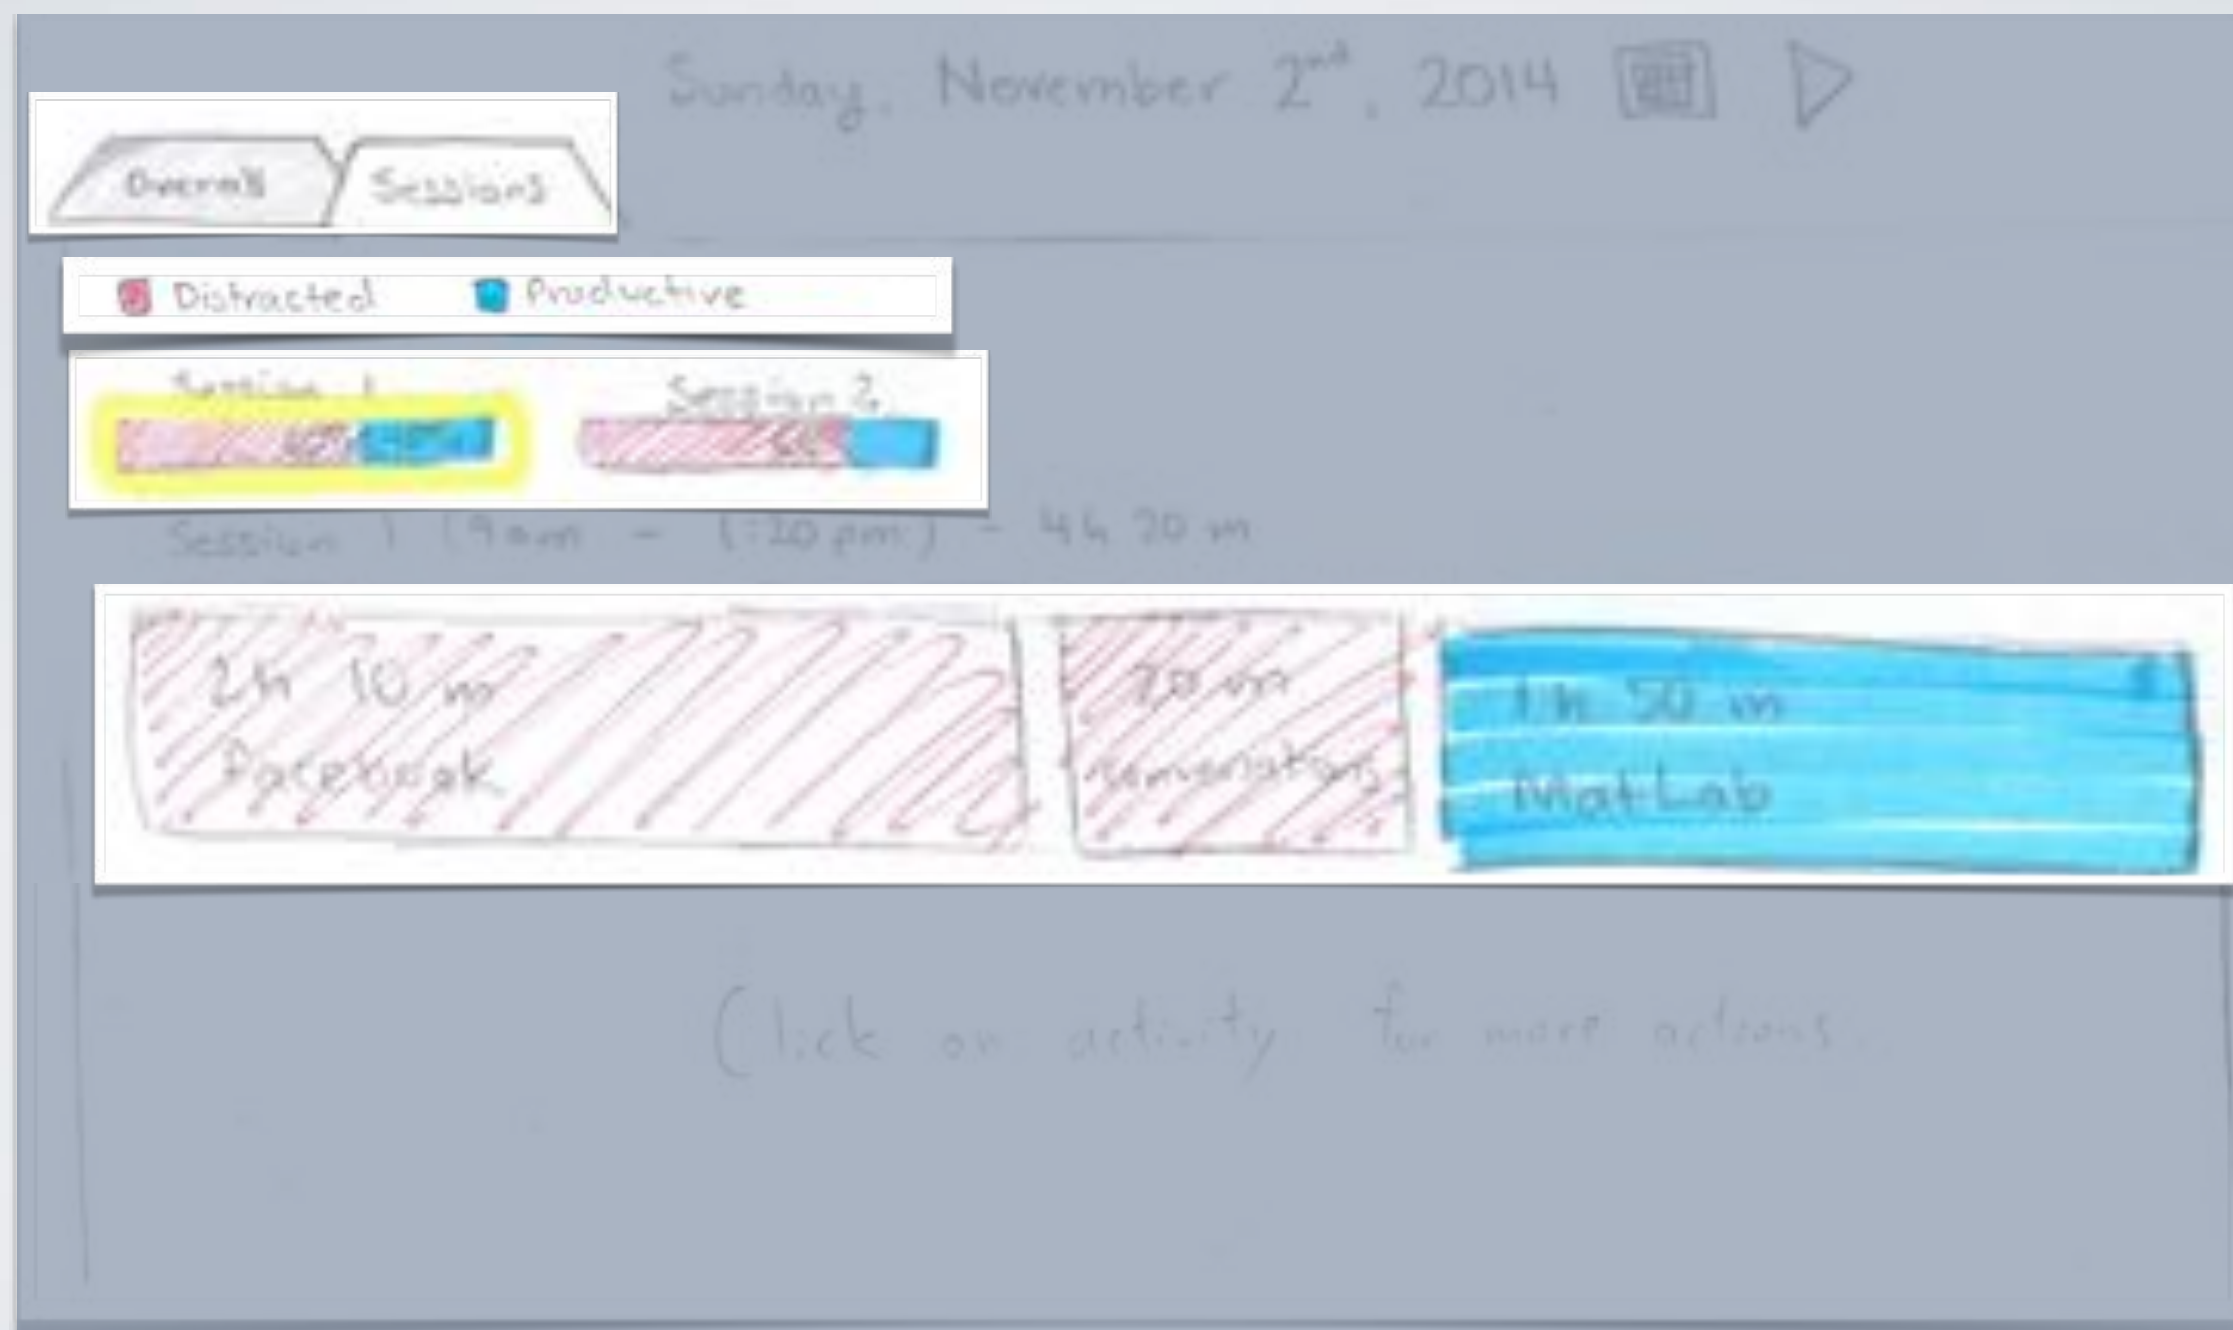 Sunday, November 2nd, 2014
Overall Sessions
Distracted Productive
Session 1 Session 2
Session 1 (9am - 1:20 pm) - 4h 20 m
2h 10 m 20 m 1h 50 m
Facebook conversations MatLab
Click on activity for more actions.